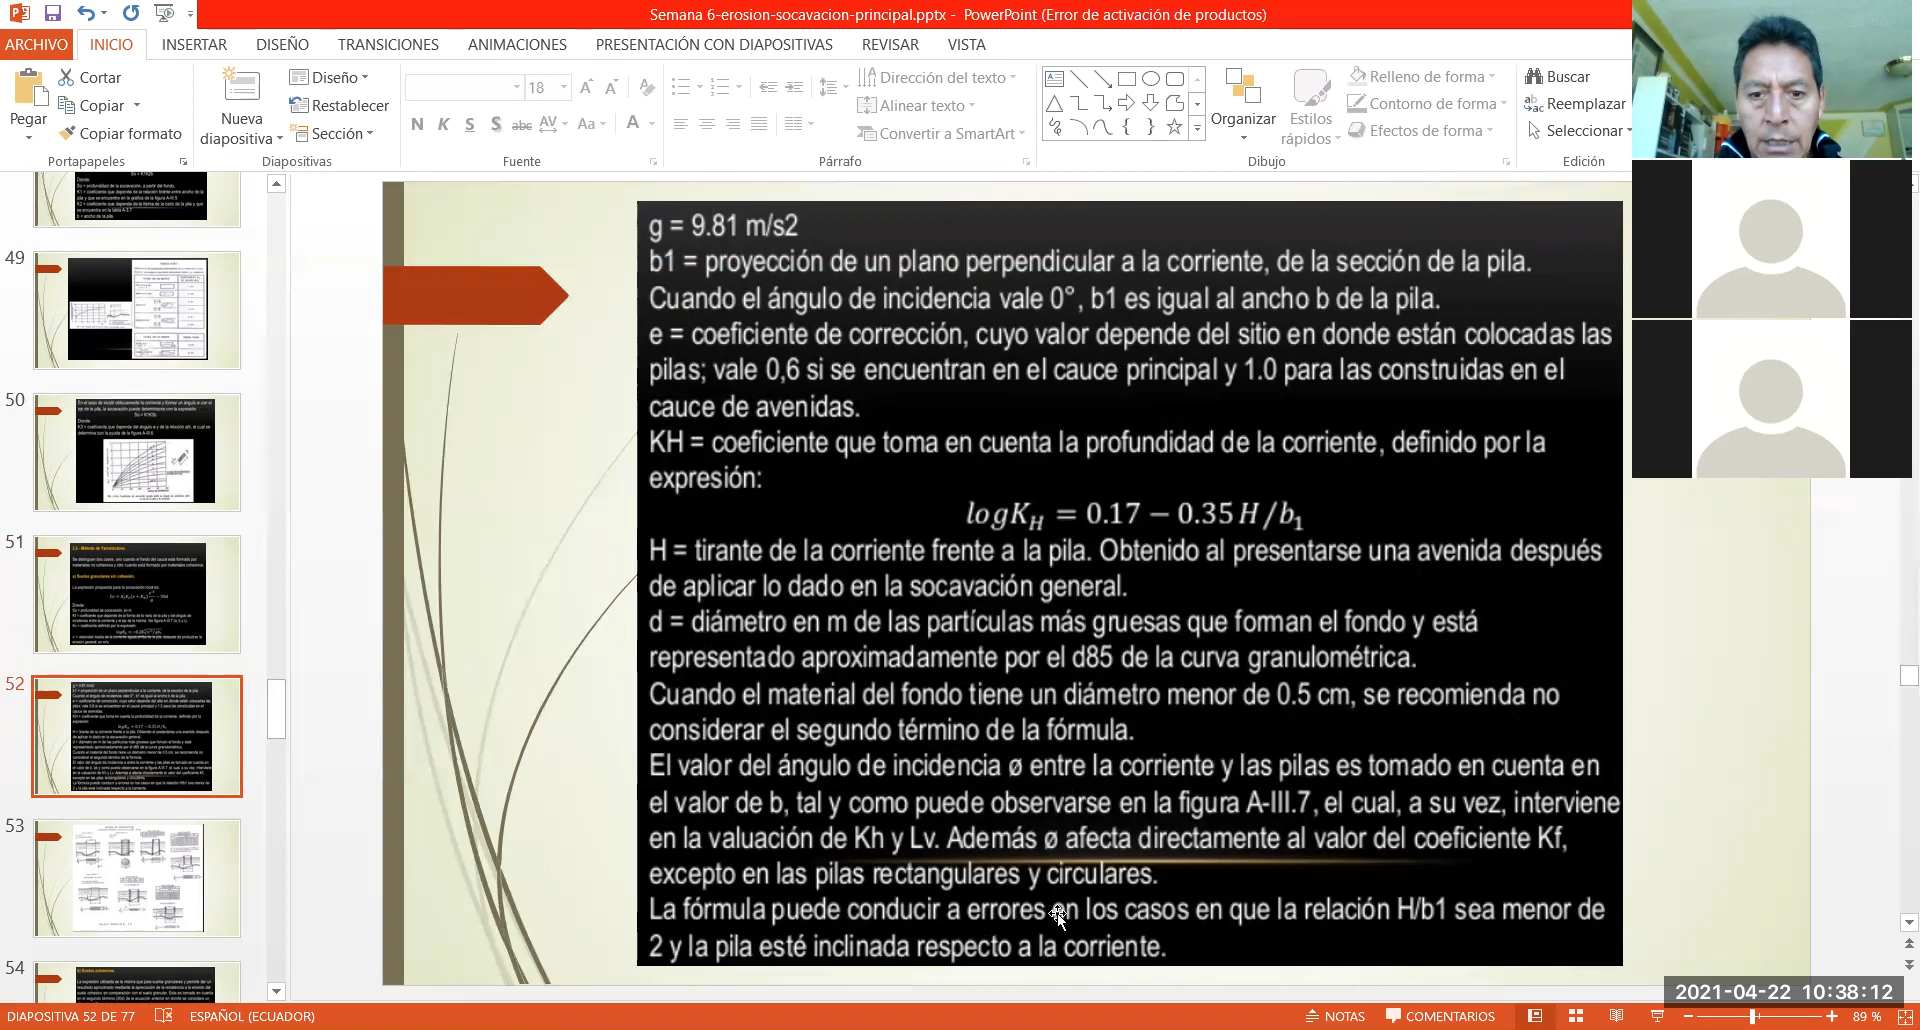 Semana 6-erosion-socavacion-principal.pptx - PowerPoint (Error de activación de productos)
ARCHIVO INICIO INSERTAR DISEÑO TRANSICIONES ANIMACIONES PRESENTACIÓN CON DIAPOSITIVAS REVISAR VISTA
Pegar
Cortar
Copiar
Copiar formato
Portapapeles
Nueva
diapositiva
Diseño
Restablecer
Sección
Diapositivas
18
N K S S abc AV Aa A
Fuente
Dirección del texto
Alinear texto
Convertir a SmartArt
Párrafo
Organizar
Estilos
rápidos
Relleno de forma
Contorno de forma
Efectos de forma
Dibujo
Buscar
Reemplazar
Seleccionar
Edición
49
50
51
52
53
54
g = 9.81 m/s2
b1 = proyección de un plano perpendicular a la corriente, de la sección de la pila.
Cuando el ángulo de incidencia vale 0°, b1 es igual al ancho b de la pila.
e = coeficiente de corrección, cuyo valor depende del sitio en donde están colocadas las
pilas; vale 0,6 si se encuentran en el cauce principal y 1.0 para las construidas en el
cauce de avenidas.
KH = coeficiente que toma en cuenta la profundidad de la corriente, definido por la
expresión:
logK_H = 0.17 − 0.35 H/b_1
H = tirante de la corriente frente a la pila. Obtenido al presentarse una avenida después
de aplicar lo dado en la socavación general.
d = diámetro en m de las partículas más gruesas que forman el fondo y está
representado aproximadamente por el d85 de la curva granulométrica.
Cuando el material del fondo tiene un diámetro menor de 0.5 cm, se recomienda no
considerar el segundo término de la fórmula.
El valor del ángulo de incidencia ø entre la corriente y las pilas es tomado en cuenta en
el valor de b, tal y como puede observarse en la figura A-III.7, el cual, a su vez, interviene
en la valuación de Kh y Lv. Además ø afecta directamente al valor del coeficiente Kf,
excepto en las pilas rectangulares y circulares.
La fórmula puede conducir a errores en los casos en que la relación H/b1 sea menor de
2 y la pila esté inclinada respecto a la corriente.
2021-04-22 10:38:12
DIAPOSITIVA 52 DE 77 ESPAÑOL (ECUADOR) NOTAS COMENTARIOS 89 %